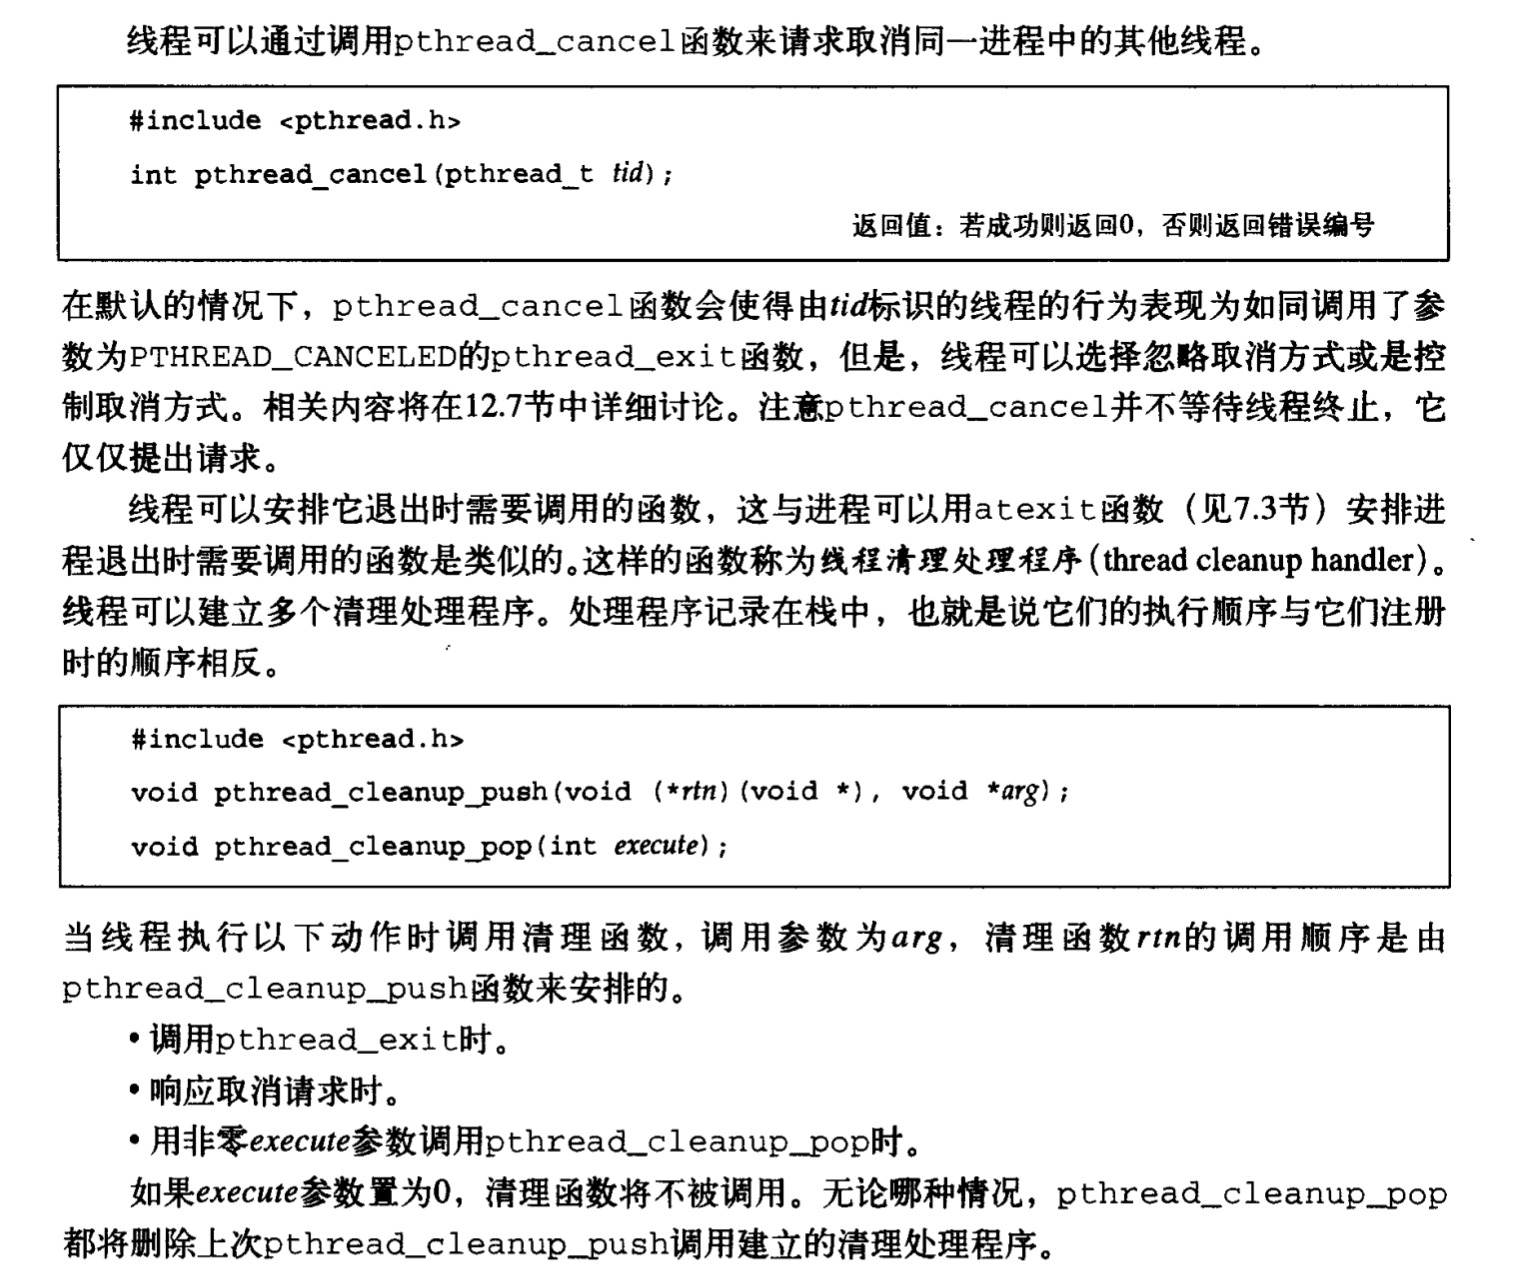 线程可以通过调用pthread_cancel函数来请求取消同一进程中的其他线程。
#include <pthread.h>
int pthread_cancel(pthread_t tid);
返回值：若成功则返回0，否则返回错误编号
在默认的情况下，pthread_cancel函数会使得由tid标识的线程的行为表现为如同调用了参
数为PTHREAD_CANCELED的pthread_exit函数，但是，线程可以选择忽略取消方式或是控
制取消方式。相关内容将在12.7节中详细讨论。注意pthread_cancel并不等待线程终止，它
仅仅提出请求。
线程可以安排它退出时需要调用的函数，这与进程可以用atexit函数（见7.3节）安排进
程退出时需要调用的函数是类似的。这样的函数称为线程清理处理程序(thread cleanup handler)。
线程可以建立多个清理处理程序。处理程序记录在栈中，也就是说它们的执行顺序与它们注册
时的顺序相反。
#include <pthread.h>
void pthread_cleanup_push(void (*rtn)(void *), void *arg);
void pthread_cleanup_pop(int execute);
当线程执行以下动作时调用清理函数，调用参数为arg，清理函数rtn的调用顺序是由
pthread_cleanup_push函数来安排的。
•调用pthread_exit时。
•响应取消请求时。
•用非零execute参数调用pthread_cleanup_pop时。
如果execute参数置为0，清理函数将不被调用。无论哪种情况，pthread_cleanup_pop
都将删除上次pthread_cleanup_push调用建立的清理处理程序。